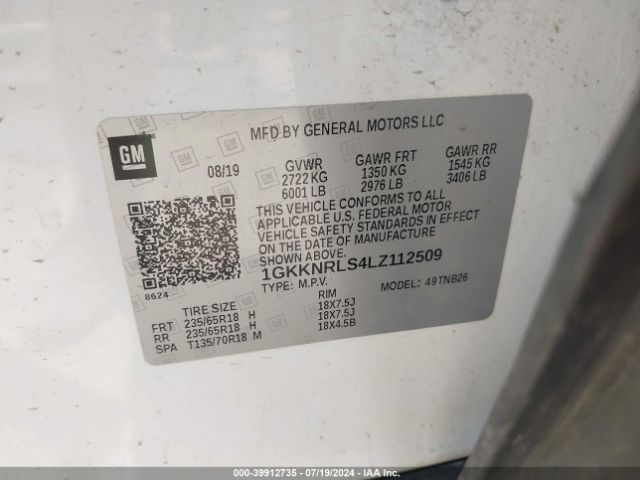 GM
MFD BY GENERAL MOTORS LLC
08/19 GVWR GAWR FRT GAWR RR
2722 KG 1350 KG 1545 KG
6001 LB 2976 LB 3406 LB
THIS VEHICLE CONFORMS TO ALL
APPLICABLE U.S. FEDERAL MOTOR
VEHICLE SAFETY STANDARDS IN EFFECT
ON THE DATE OF MANUFACTURE SHOWN ABOVE.
1GKKNRLS4LZ112509
TYPE: M.P.V. MODEL: 49TNB26
8624
TIRE SIZE RIM
FRT 235/65R18 H 18X7.5J
RR 235/65R18 H 18X7.5J
SPA T135/70R18 M 18X4.5B
000-39912735 - 07/19/2024 - IAA Inc.